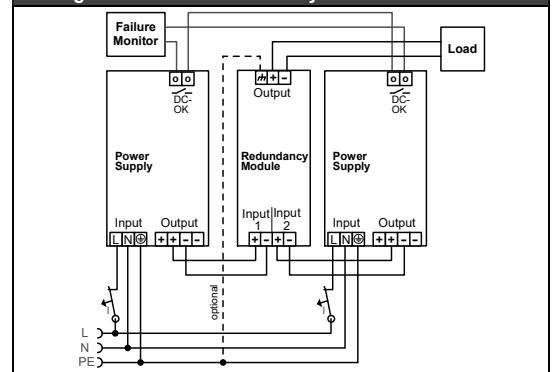 Failure
Monitor
Load
+ -
Output
DC-
OK
DC-
OK
Power
Supply
Redundancy
Module
Power
Supply
Input Output
Input Input
1 2
Input Output
L N + + - -
+ - + -
L N + + - -
I
optional
I
L
N
PE